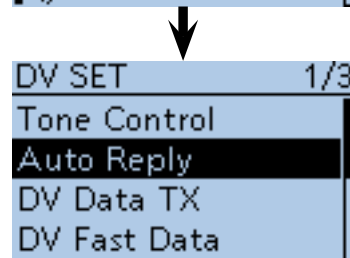 DV SET 1/3
Tone Control
Auto Reply
DV Data TX
DV Fast Data